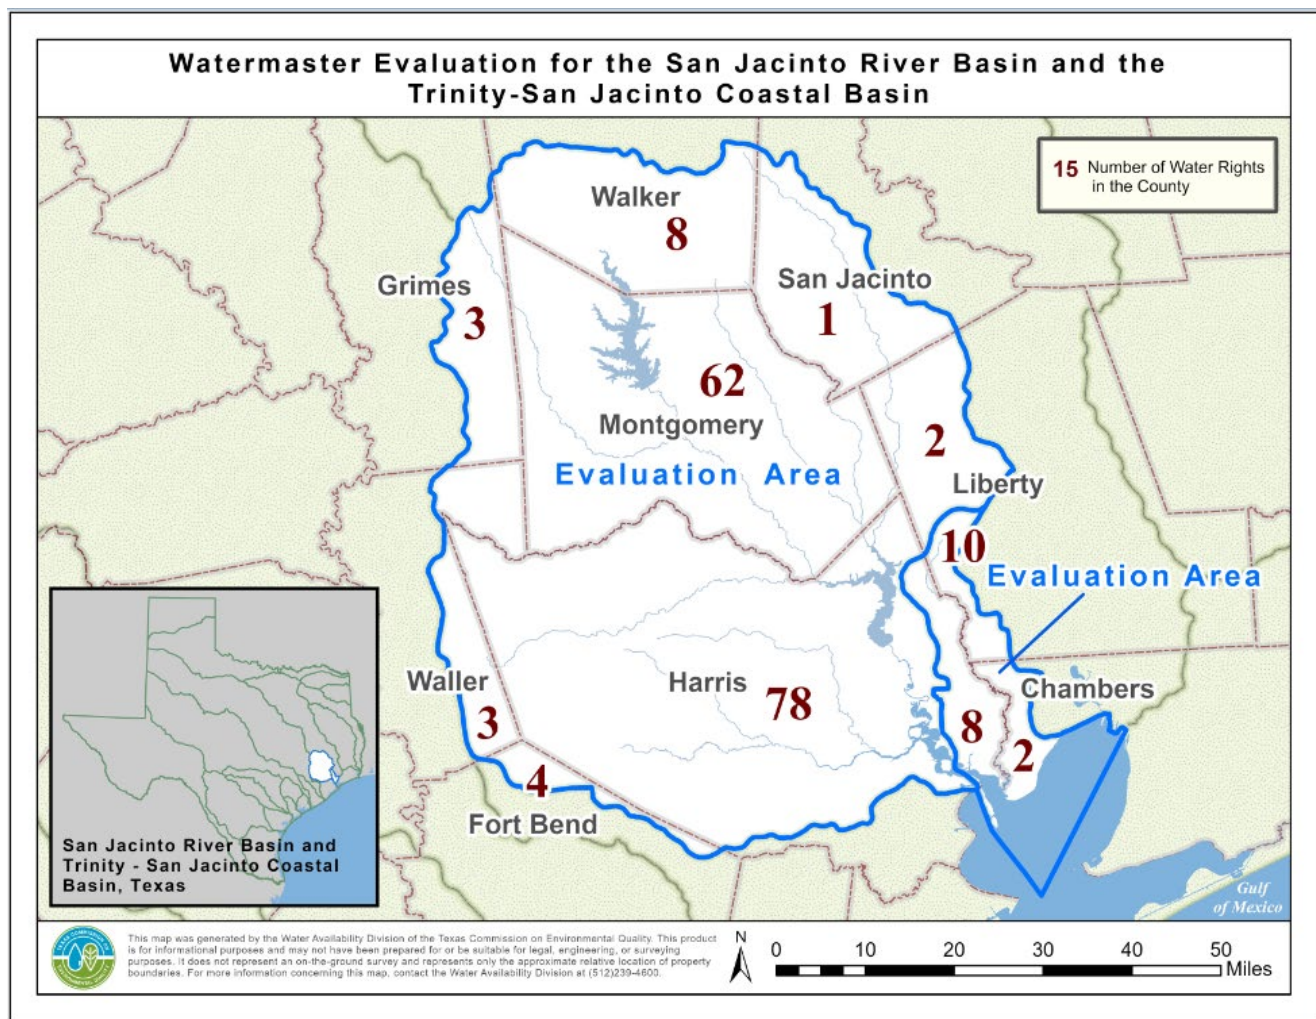 Watermaster Evaluation for the San Jacinto River Basin and the
Trinity-San Jacinto Coastal Basin
15 Number of Water Rights
in the County
Walker
8
Grimes
3
San Jacinto
1
62
Montgomery
2
Evaluation Area
Liberty
10
Evaluation Area
Waller
3
Harris
78
Chambers
8
2
4
Fort Bend
San Jacinto River Basin and
Trinity - San Jacinto Coastal
Basin, Texas
Gulf
of Mexico
This map was generated by the Water Availability Division of the Texas Commission on Environmental Quality. This product
is for informational purposes and may not have been prepared for or be suitable for legal, engineering, or surveying
purposes. It does not represent an on-the-ground survey and represents only the approximate relative location of property
boundaries. For more information concerning this map, contact the Water Availability Division at (512)239-4600.
N
0 10 20 30 40 50
Miles